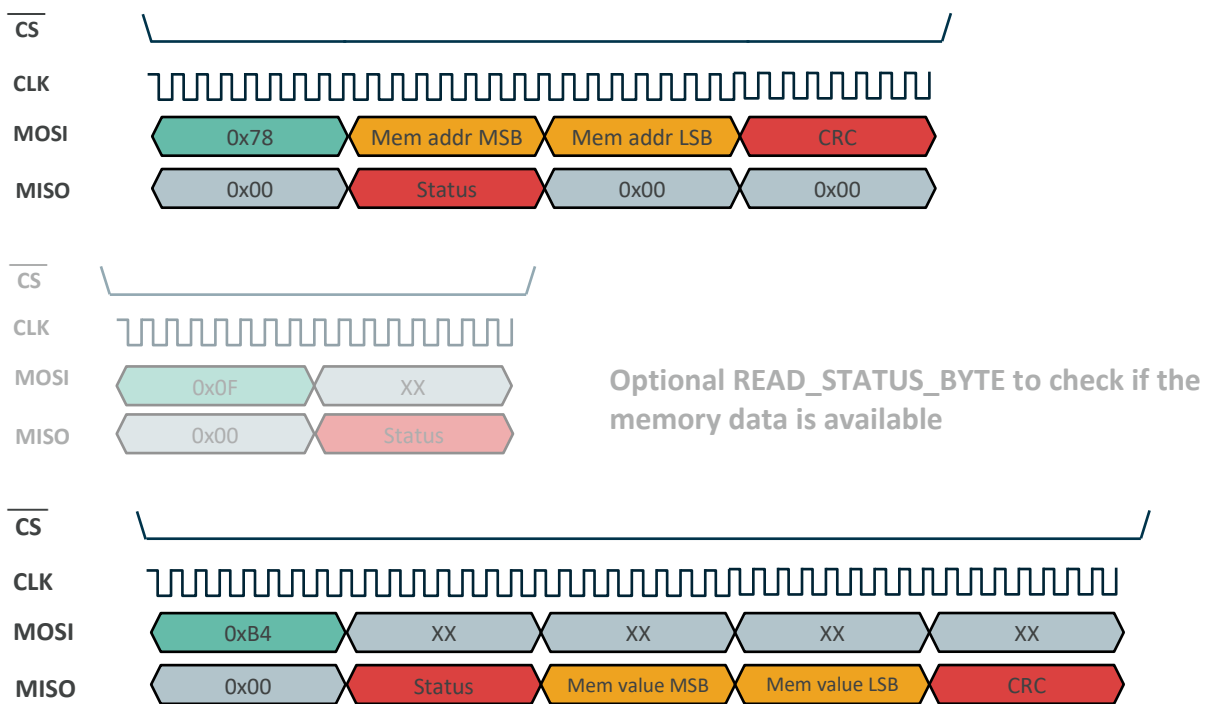 CS
CLK
MOSI 0x78 Mem addr MSB Mem addr LSB CRC
MISO 0x00 Status 0x00 0x00
CS
CLK
MOSI 0x0F XX
MISO 0x00 Status
Optional READ_STATUS_BYTE to check if the
memory data is available
CS
CLK
MOSI 0xB4 XX XX XX XX
MISO 0x00 Status Mem value MSB Mem value LSB CRC